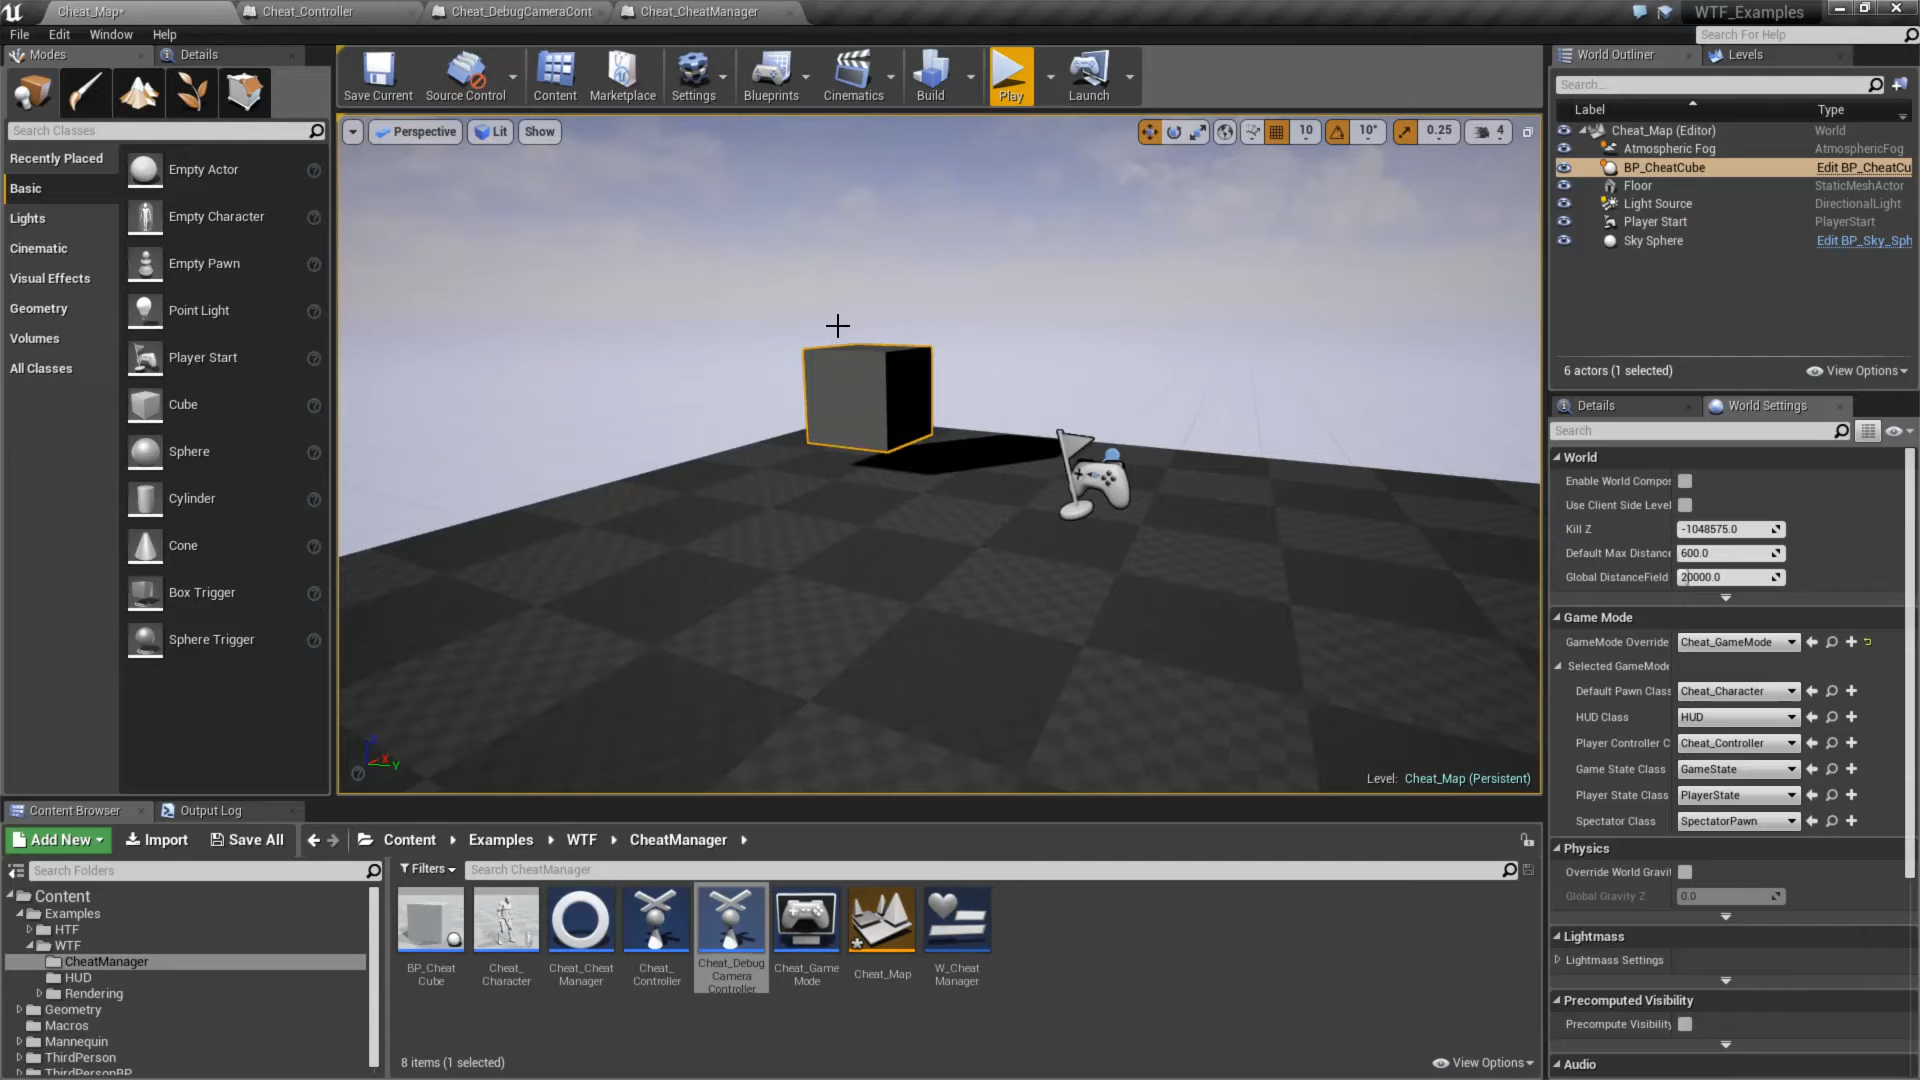 Cheat_Map*
Cheat_Controller
Cheat_DebugCameraCont
Cheat_CheatManager
WTF_Examples
File
Edit
Window
Help
Search For Help
Modes
Details
Search Classes
Recently Placed
Basic
Lights
Cinematic
Visual Effects
Geometry
Volumes
All Classes
Empty Actor
Empty Character
Empty Pawn
Point Light
Player Start
Cube
Sphere
Cylinder
Cone
Box Trigger
Sphere Trigger
Save Current
Source Control
Content
Marketplace
Settings
Blueprints
Cinematics
Build
Play
Launch
Perspective
Lit
Show
10
10°
0.25
4
Level: Cheat_Map (Persistent)
World Outliner
Levels
Search...
Label
Type
Cheat_Map (Editor)
World
Atmospheric Fog
AtmosphericFog
BP_CheatCube
Edit BP_CheatCu
Floor
StaticMeshActor
Light Source
DirectionalLight
Player Start
PlayerStart
Sky Sphere
Edit BP_Sky_Sph
6 actors (1 selected)
View Options
Details
World Settings
Search
World
Enable World Compos
Use Client Side Level
Kill Z
-1048575.0
Default Max Distance
600.0
Global DistanceField
20000.0
Game Mode
GameMode Override
Cheat_GameMode
Selected GameMode
Default Pawn Class
Cheat_Character
HUD Class
HUD
Player Controller C
Cheat_Controller
Game State Class
GameState
Player State Class
PlayerState
Spectator Class
SpectatorPawn
Physics
Override World Gravit
Global Gravity Z
0.0
Lightmass
Lightmass Settings
Precomputed Visibility
Precompute Visibility
Audio
Content Browser
Output Log
Add New
Import
Save All
Content
Examples
WTF
CheatManager
Search Folders
Filters
Search CheatManager
Content
Examples
HTF
WTF
CheatManager
HUD
Rendering
Geometry
Macros
Mannequin
ThirdPerson
ThirdPersonBP
BP_Cheat
Cube
Cheat_
Character
Cheat_Cheat
Manager
Cheat_
Controller
Cheat_Debug
Camera
Controller
Cheat_Game
Mode
Cheat_Map
W_Cheat
Manager
8 items (1 selected)
View Options
X
Y